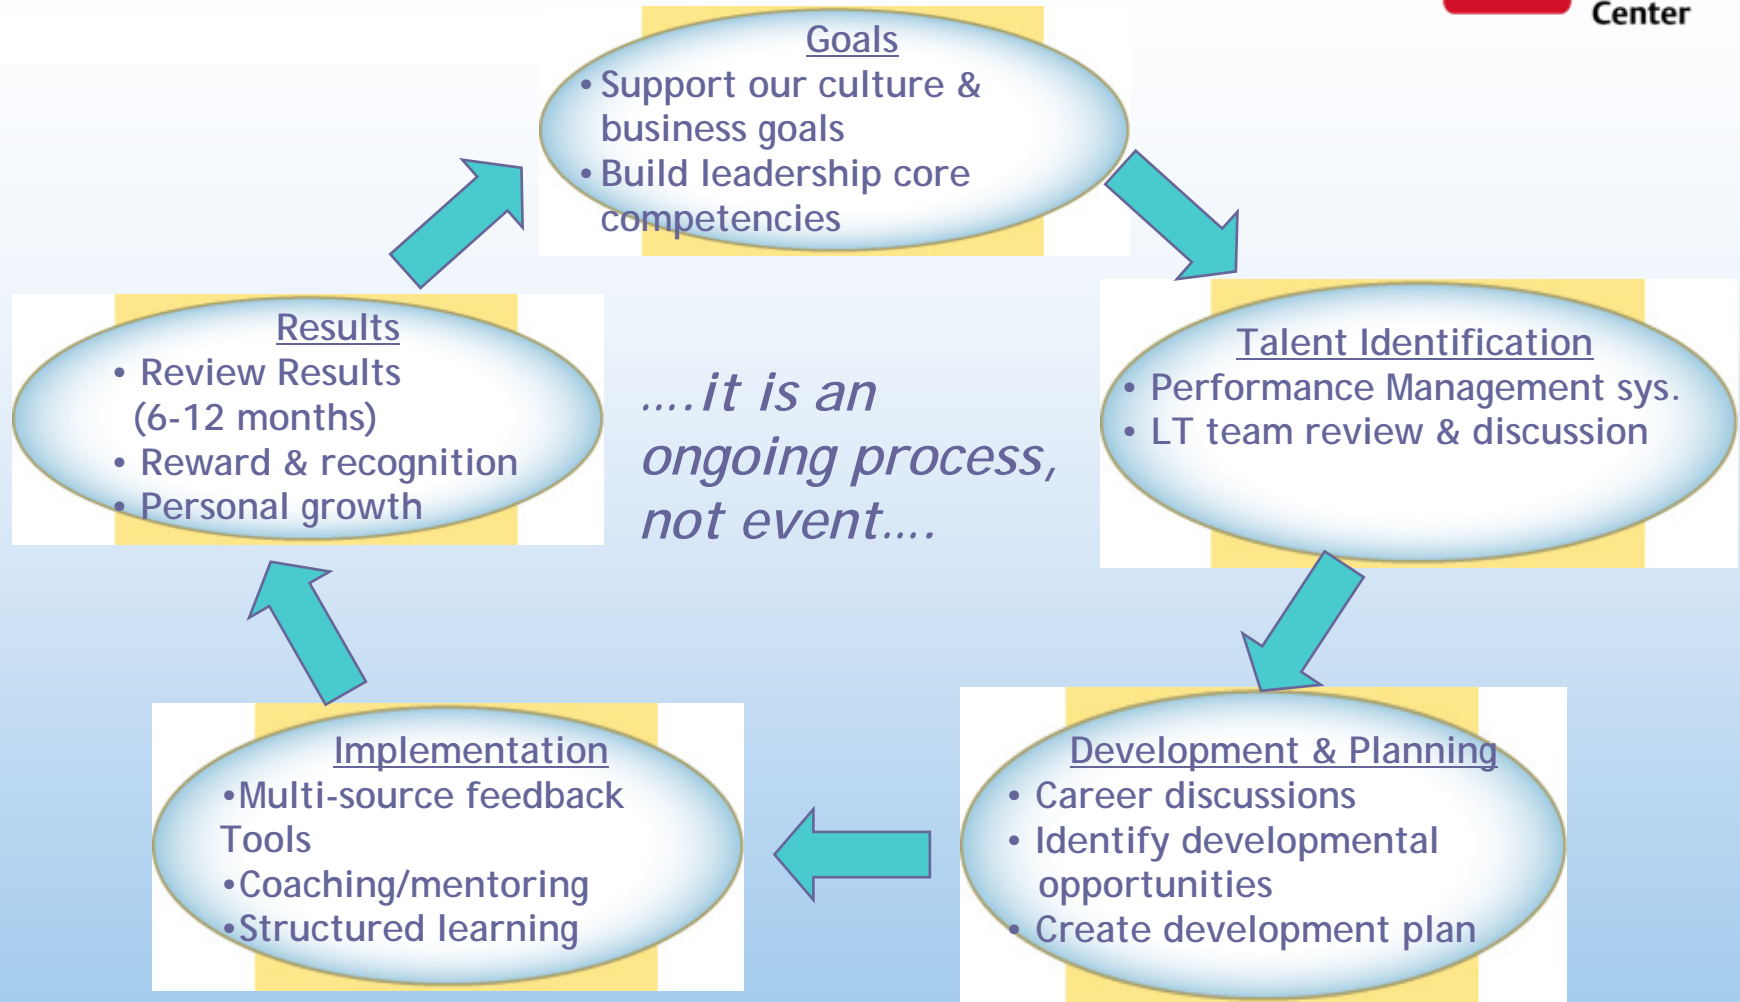 Center
Goals
• Support our culture &
business goals
• Build leadership core
competencies
Results
• Review Results
(6-12 months)
• Reward & recognition
• Personal growth
....it is an
ongoing process,
not event....
Talent Identification
• Performance Management sys.
• LT team review & discussion
Implementation
•Multi-source feedback
Tools
•Coaching/mentoring
•Structured learning
Development & Planning
• Career discussions
• Identify developmental
opportunities
• Create development plan